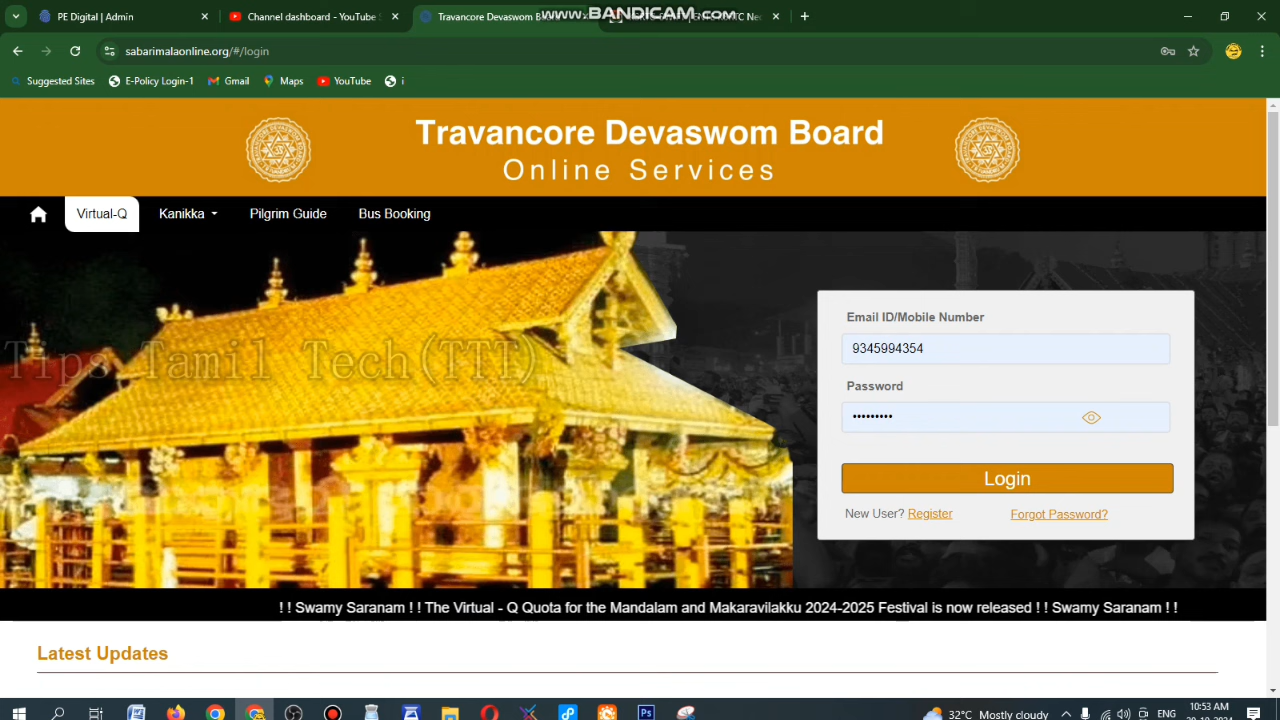 PE Digital | Admin
Channel dashboard - YouTube
Travancore Devaswom
www.BANDICAM.com
sabarimalaonline.org/#/login
Suggested Sites
E-Policy Login-1
Gmail
Maps
YouTube
i
Travancore Devaswom Board
Online Services
Virtual-Q
Kanikka
Pilgrim Guide
Bus Booking
Email ID/Mobile Number
9345994354
Tips Tamil Tech(TTT)
Password
•••••••••
Login
New User? Register
Forgot Password?
! ! Swamy Saranam ! ! The Virtual - Q Quota for the Mandalam and Makaravilakku 2024-2025 Festival is now released ! ! Swamy Saranam ! !
Latest Updates
32°C Mostly cloudy
ENG
10:53 AM